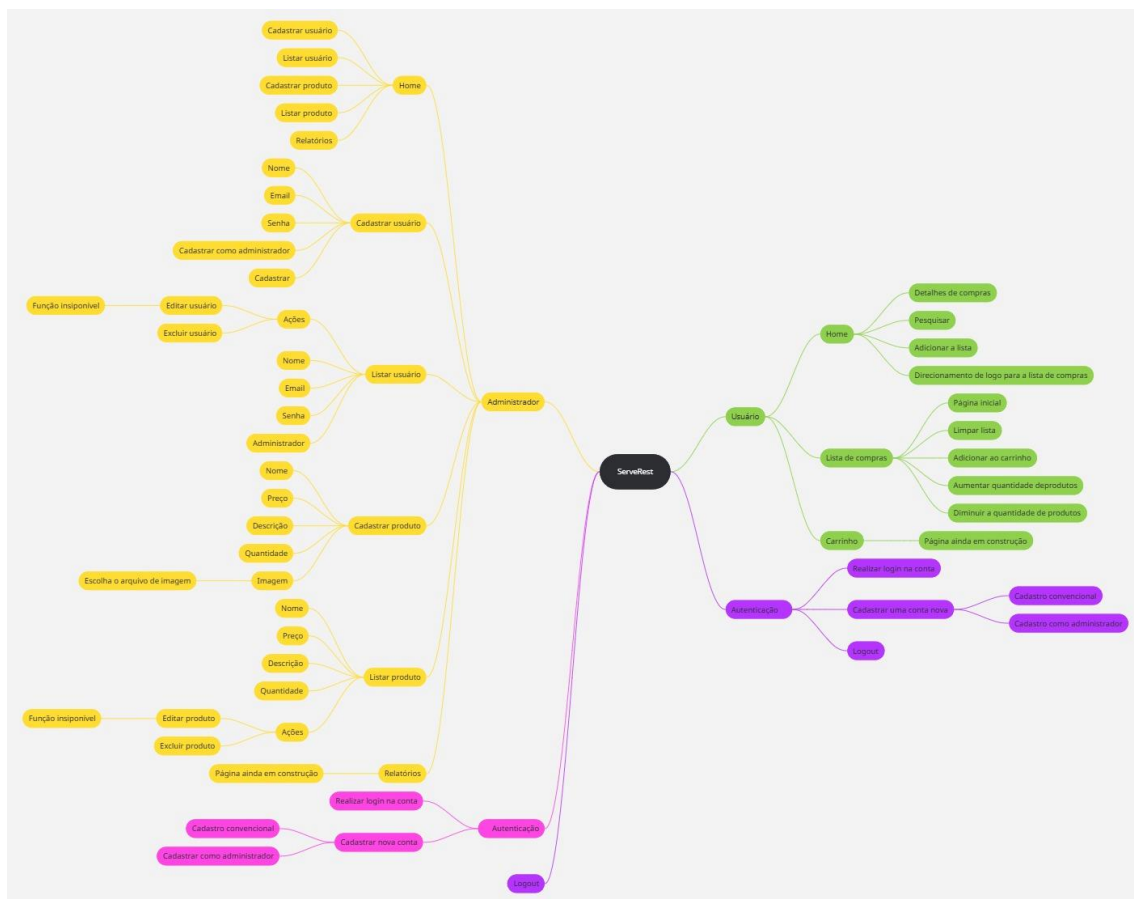 Cadastrar usuário
Listar usuário
Cadastrar produto
Listar produto
Relatórios
Home
Nome
Email
Senha
Cadastrar como administrador
Cadastrar
Cadastrar usuário
Função insiponível
Editar usuário
Excluir usuário
Ações
Nome
Email
Senha
Administrador
Listar usuário
Nome
Preço
Descrição
Quantidade
Escolha o arquivo de imagem
Imagem
Cadastrar produto
Nome
Preço
Descrição
Quantidade
Função insiponível
Editar produto
Excluir produto
Ações
Listar produto
Página ainda em construção
Relatórios
Administrador
Realizar login na conta
Cadastro convencional
Cadastrar como administrador
Cadastrar nova conta
Autenticação
Logout
ServeRest
Usuário
Home
Detalhes de compras
Pesquisar
Adicionar a lista
Direcionamento de logo para a lista de compras
Lista de compras
Página inicial
Limpar lista
Adicionar ao carrinho
Aumentar quantidade deprodutos
Diminuir a quantidade de produtos
Carrinho
Página ainda em construção
Autenticação
Realizar login na conta
Cadastrar uma conta nova
Cadastro convencional
Cadastro como administrador
Logout